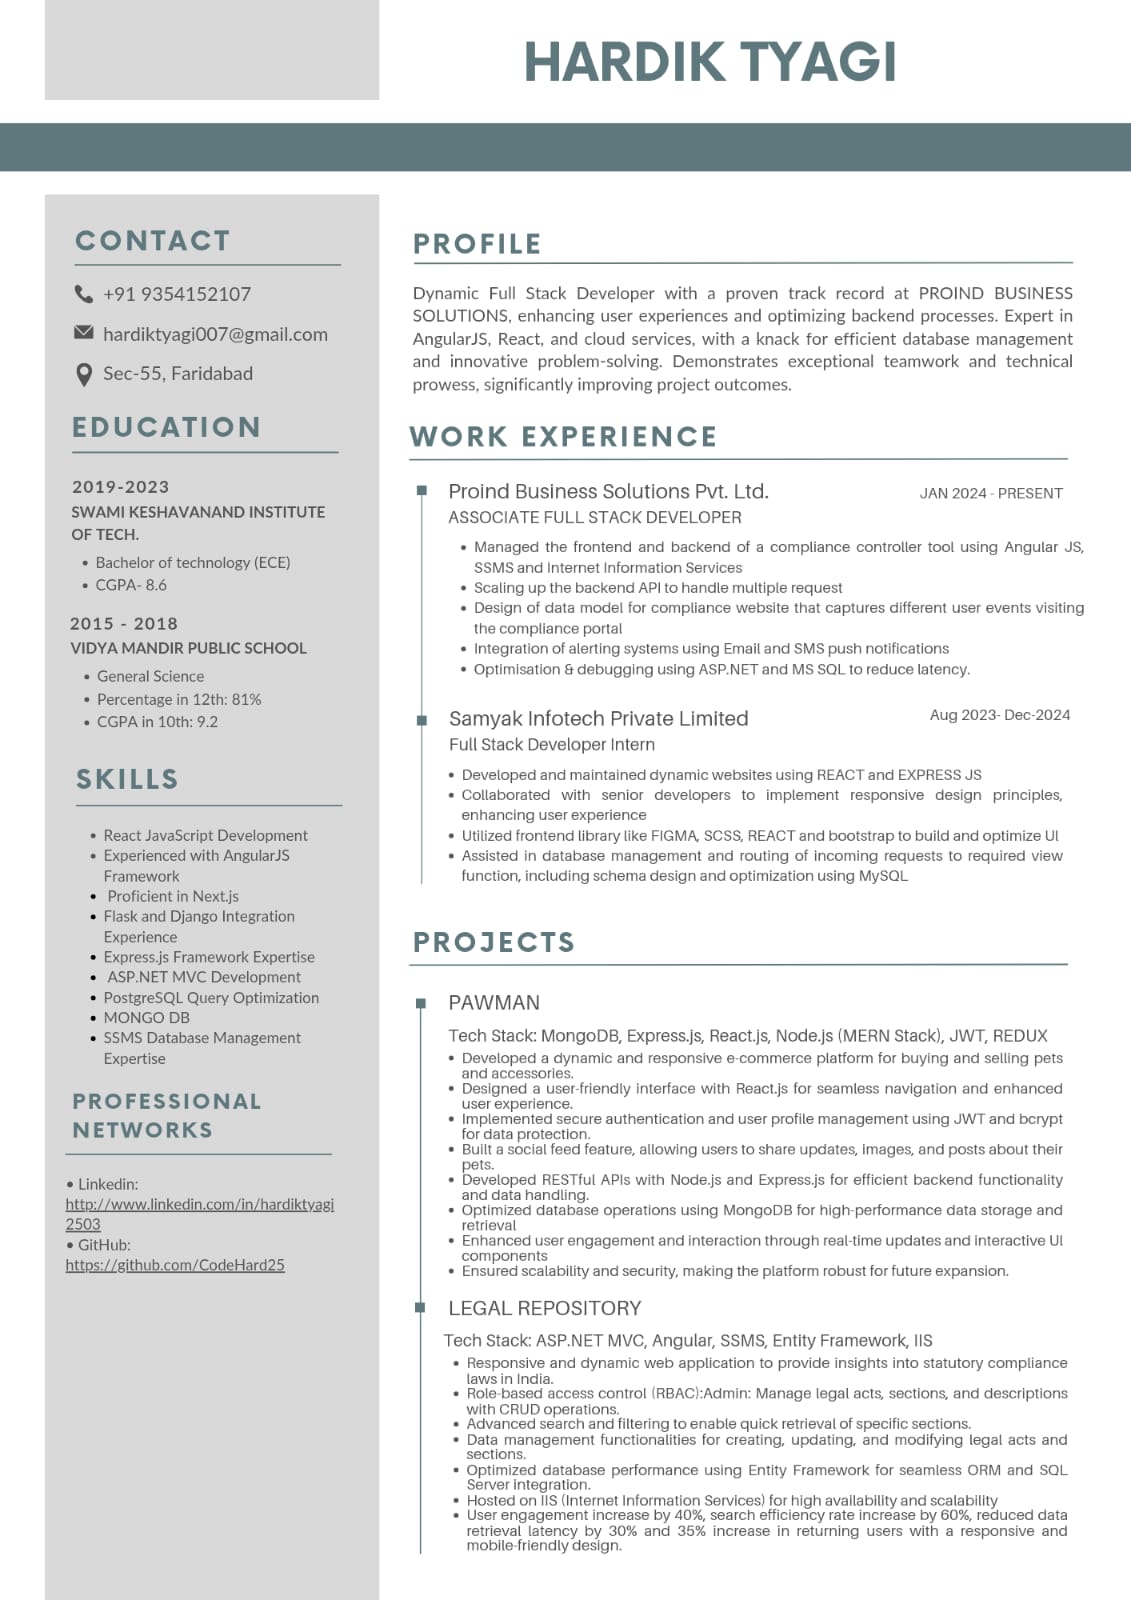 HARDIK TYAGI
CONTACT
+91 9354152107
hardiktyagi007@gmail.com
Sec-55, Faridabad
EDUCATION
2019-2023
SWAMI KESHAVANAND INSTITUTE
OF TECH.
• Bachelor of technology (ECE)
• CGPA- 8.6
2015 - 2018
VIDYA MANDIR PUBLIC SCHOOL
• General Science
• Percentage in 12th: 81%
• CGPA in 10th: 9.2
SKILLS
• React JavaScript Development
• Experienced with AngularJS
Framework
• Proficient in Next.js
• Flask and Django Integration
Experience
• Express.js Framework Expertise
• ASP.NET MVC Development
• PostgreSQL Query Optimization
• MONGO DB
• SSMS Database Management
Expertise
PROFESSIONAL
NETWORKS
• Linkedin:
http://www.linkedin.com/in/hardiktyagi
2503
• GitHub:
https://github.com/CodeHard25
PROFILE
Dynamic Full Stack Developer with a proven track record at PROIND BUSINESS
SOLUTIONS, enhancing user experiences and optimizing backend processes. Expert in
AngularJS, React, and cloud services, with a knack for efficient database management
and innovative problem-solving. Demonstrates exceptional teamwork and technical
prowess, significantly improving project outcomes.
WORK EXPERIENCE
Proind Business Solutions Pvt. Ltd.
JAN 2024 - PRESENT
ASSOCIATE FULL STACK DEVELOPER
• Managed the frontend and backend of a compliance controller tool using Angular JS,
SSMS and Internet Information Services
• Scaling up the backend API to handle multiple request
• Design of data model for compliance website that captures different user events visiting
the compliance portal
• Integration of alerting systems using Email and SMS push notifications
• Optimisation & debugging using ASP.NET and MS SQL to reduce latency.
Samyak Infotech Private Limited
Aug 2023- Dec-2024
Full Stack Developer Intern
• Developed and maintained dynamic websites using REACT and EXPRESS JS
• Collaborated with senior developers to implement responsive design principles,
enhancing user experience
• Utilized frontend library like FIGMA, SCSS, REACT and bootstrap to build and optimize UI
• Assisted in database management and routing of incoming requests to required view
function, including schema design and optimization using MySQL
PROJECTS
PAWMAN
Tech Stack: MongoDB, Express.js, React.js, Node.js (MERN Stack), JWT, REDUX
• Developed a dynamic and responsive e-commerce platform for buying and selling pets
and accessories.
• Designed a user-friendly interface with React.js for seamless navigation and enhanced
user experience.
• Implemented secure authentication and user profile management using JWT and bcrypt
for data protection.
• Built a social feed feature, allowing users to share updates, images, and posts about their
pets.
• Developed RESTful APIs with Node.js and Express.js for efficient backend functionality
and data handling.
• Optimized database operations using MongoDB for high-performance data storage and
retrieval
• Enhanced user engagement and interaction through real-time updates and interactive UI
components
• Ensured scalability and security, making the platform robust for future expansion.
LEGAL REPOSITORY
Tech Stack: ASP.NET MVC, Angular, SSMS, Entity Framework, IIS
• Responsive and dynamic web application to provide insights into statutory compliance
laws in India.
• Role-based access control (RBAC):Admin: Manage legal acts, sections, and descriptions
with CRUD operations.
• Advanced search and filtering to enable quick retrieval of specific sections.
• Data management functionalities for creating, updating, and modifying legal acts and
sections.
• Optimized database performance using Entity Framework for seamless ORM and SQL
Server integration.
• Hosted on IIS (Internet Information Services) for high availability and scalability
• User engagement increase by 40%, search efficiency rate increase by 60%, reduced data
retrieval latency by 30% and 35% increase in returning users with a responsive and
mobile-friendly design.